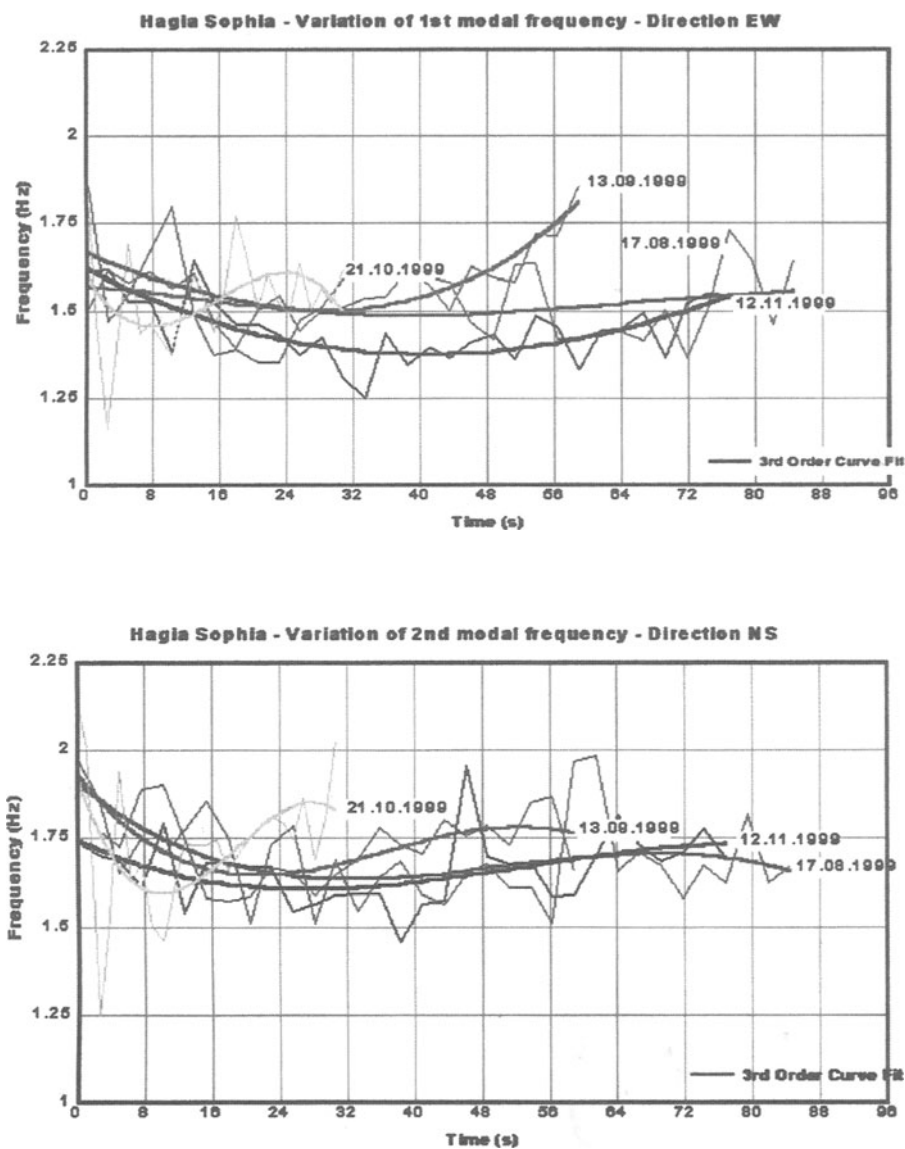 Hagia Sophia - Variation of 1st modal frequency - Direction EW
2.25
2
1.75
1.5
1.25
1
Frequency (Hz)
13.09.1999
17.08.1999
21.10.1999
12.11.1999
3rd Order Curve Fit
0 8 16 24 32 40 48 56 64 72 80 88 96
Time (s)
Hagia Sophia - Variation of 2nd modal frequency - Direction NS
2.25
2
1.75
1.5
1.25
1
Frequency (Hz)
21.10.1999
13.09.1999
12.11.1999
17.08.1999
3rd Order Curve Fit
0 8 16 24 32 40 48 56 64 72 80 88 96
Time (s)